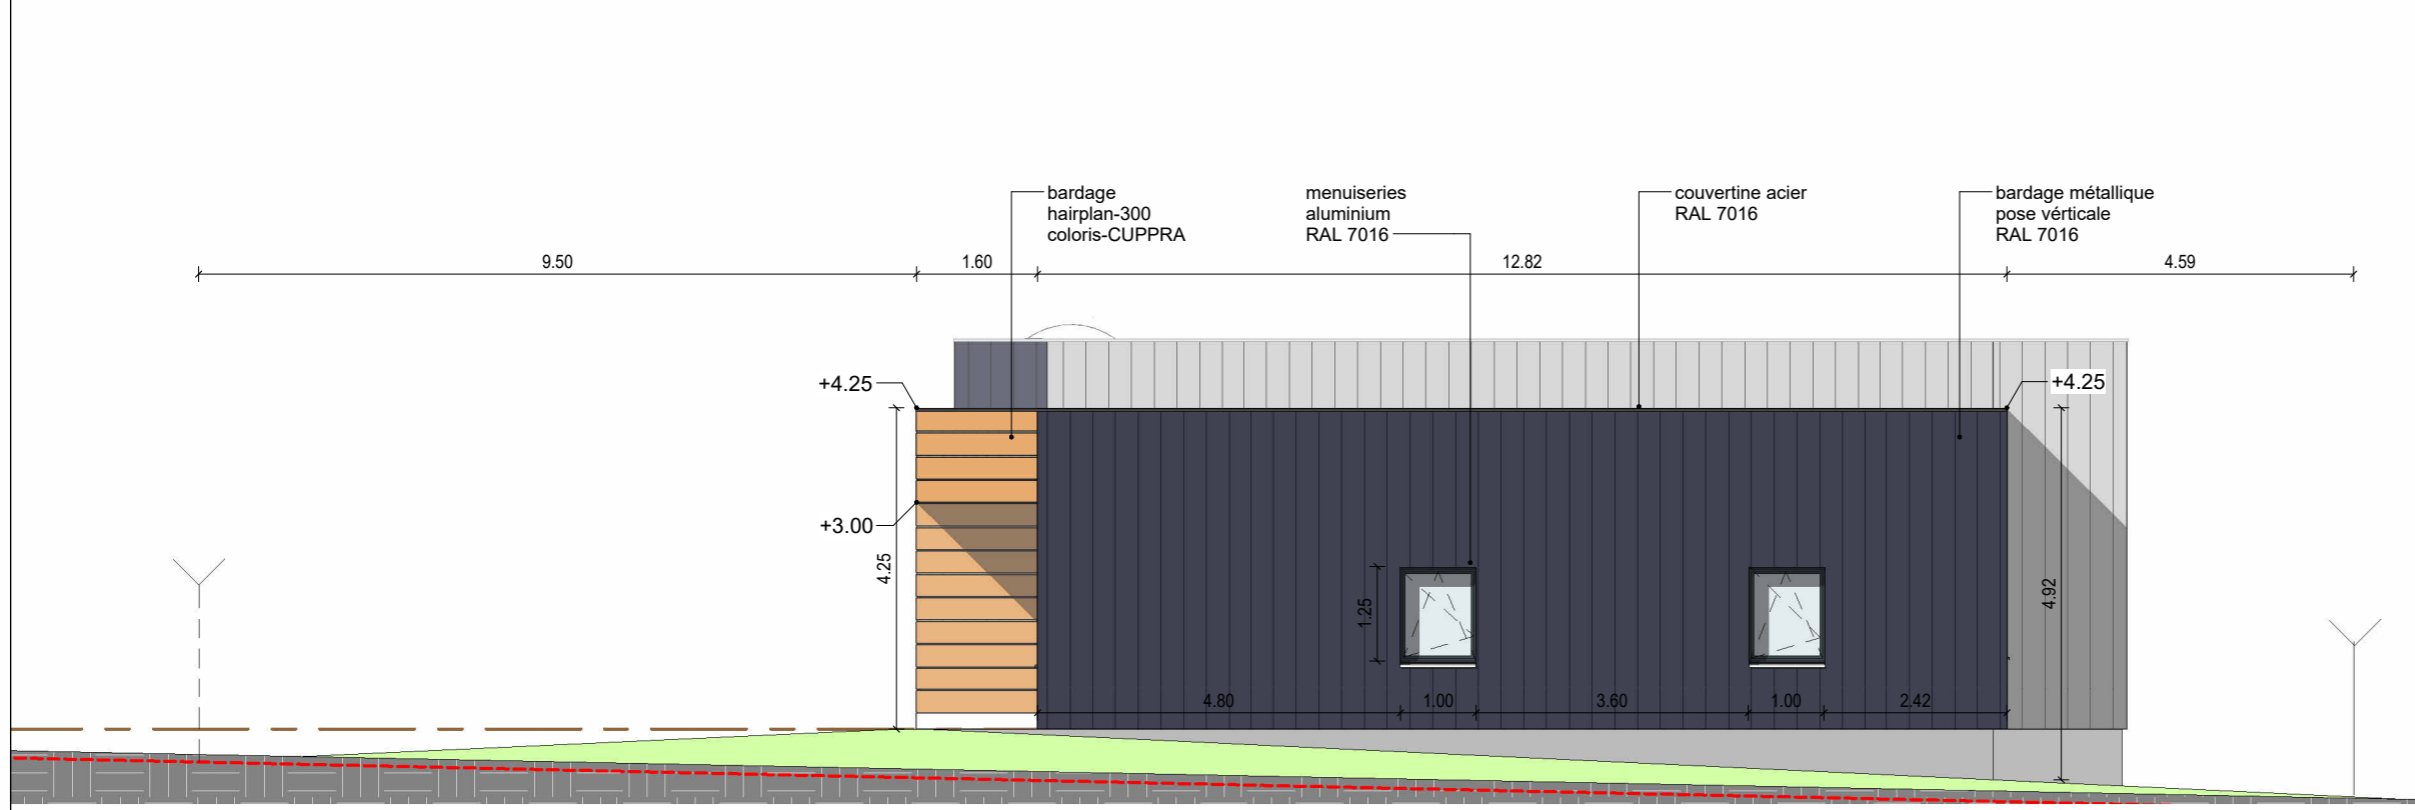 bardage
hairplan-300
coloris-CUPPRA
menuiseries
aluminium
RAL 7016
couvertine acier
RAL 7016
bardage métallique
pose vérticale
RAL 7016
9.50
1.60
12.82
4.59
+4.25
+4.25
+3.00
4.25
1.25
4.92
4.80
1.00
3.60
1.00
2.42